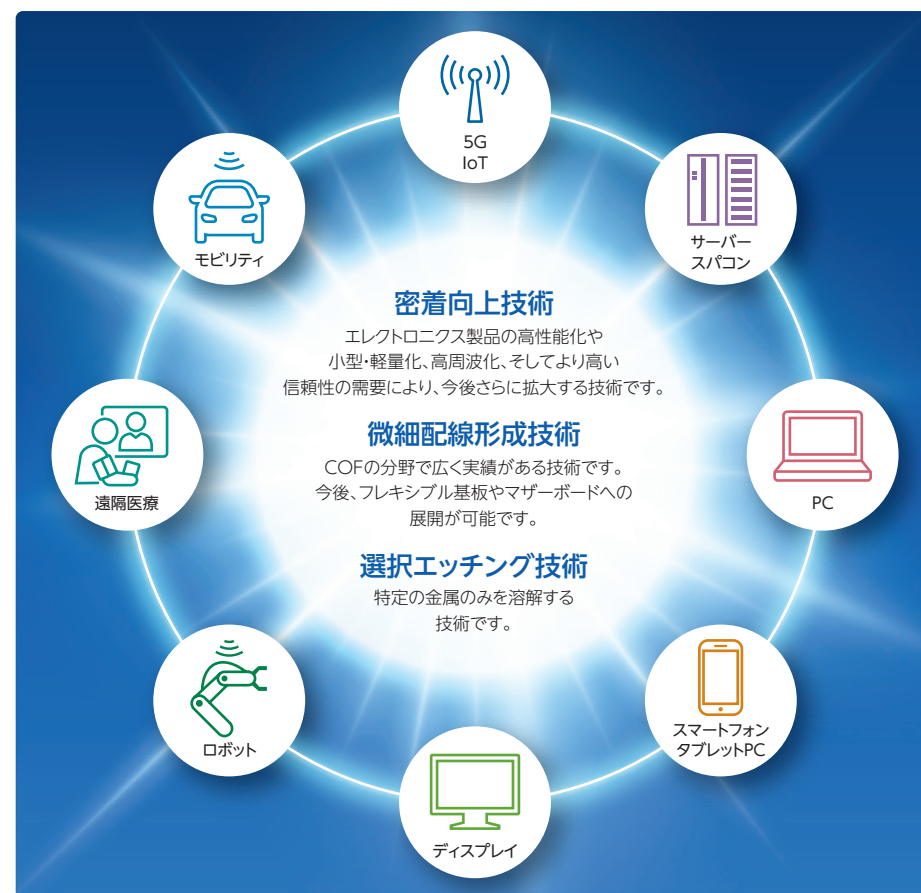 5G
IoT
サーバー
スパコン
モビリティ
密着向上技術
エレクトロニクス製品の高性能化や
小型・軽量化、高周波化、そしてより高い
信頼性の需要により、今後さらに拡大する技術です。
微細配線形成技術
COFの分野で広く実績がある技術です。
今後、フレキシブル基板やマザーボードへの
展開が可能です。
遠隔医療
PC
選択エッチング技術
特定の金属のみを溶解する
技術です。
ロボット
スマートフォン
タブレットPC
ディスプレイ